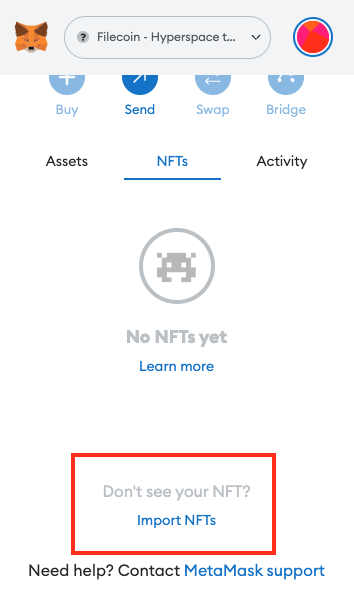 Filecoin - Hyperspace t...
Buy
Send
Swap
Bridge
Assets
NFTs
Activity
No NFTs yet
Learn more
Don't see your NFT?
Import NFTs
Need help? Contact MetaMask support